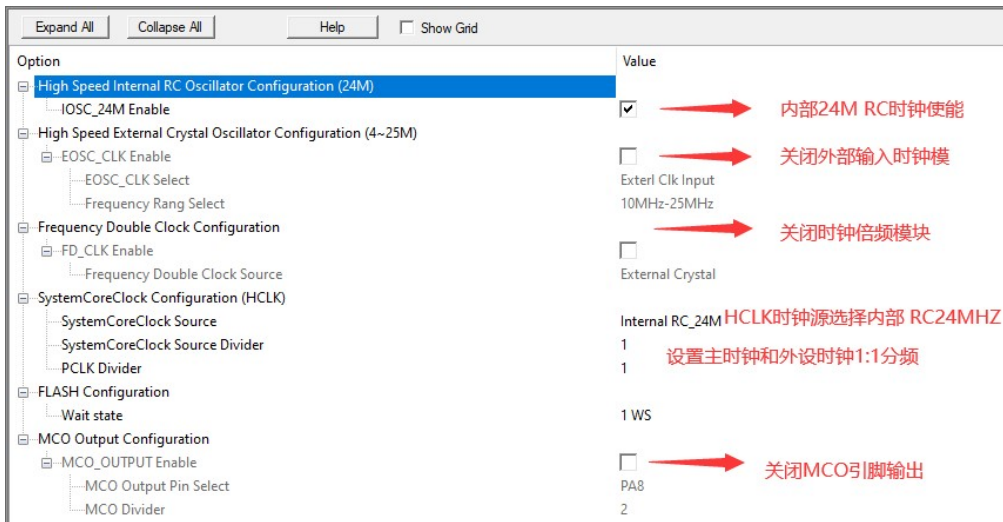 Expand All Collapse All Help Show Grid
Option Value
High Speed Internal RC Oscillator Configuration (24M)
IOSC_24M Enable 内部24M RC时钟使能
High Speed External Crystal Oscillator Configuration (4~25M)
EOSC_CLK Enable 关闭外部输入时钟模
EOSC_CLK Select Exterl Clk Input
Frequency Rang Select 10MHz-25MHz
Frequency Double Clock Configuration 关闭时钟倍频模块
FD_CLK Enable
Frequency Double Clock Source External Crystal
SystemCoreClock Configuration (HCLK)
SystemCoreClock Source Internal RC_24M HCLK时钟源选择内部 RC24MHZ
SystemCoreClock Source Divider 1
PCLK Divider 1 设置主时钟和外设时钟1:1分频
FLASH Configuration
Wait state 1 WS
MCO Output Configuration
MCO_OUTPUT Enable 关闭MCO引脚输出
MCO Output Pin Select PA8
MCO Divider 2